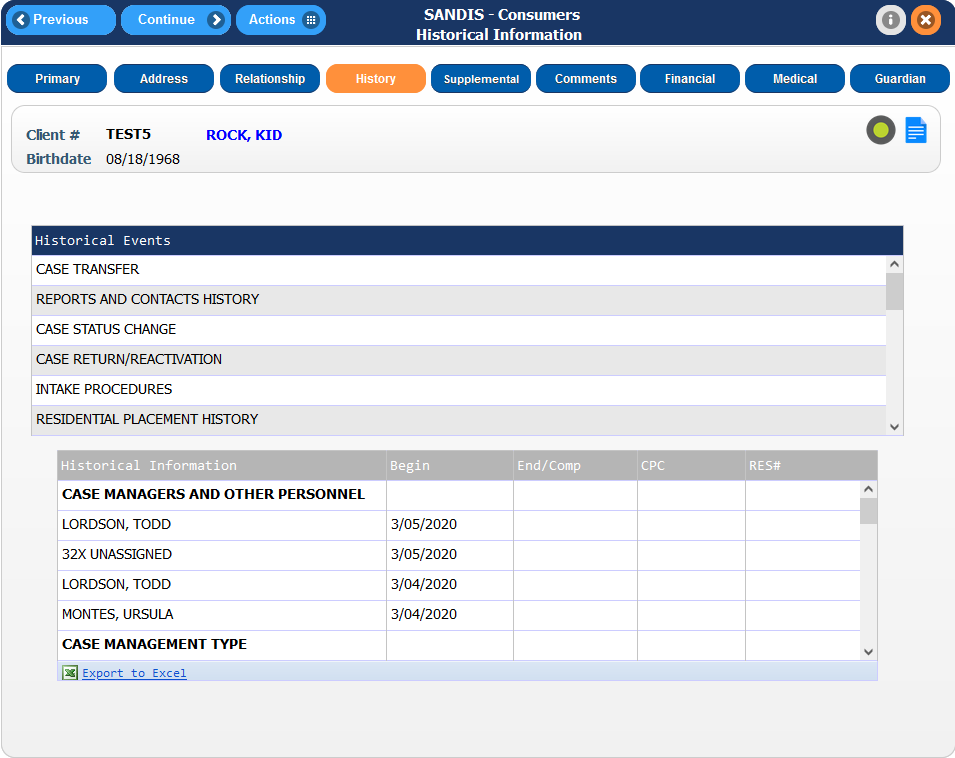 Previous Continue Actions
SANDIS - Consumers
Historical Information
Primary Address Relationship History Supplemental Comments Financial Medical Guardian
Client # TEST5 ROCK, KID
Birthdate 08/18/1968
Historical Events
CASE TRANSFER
REPORTS AND CONTACTS HISTORY
CASE STATUS CHANGE
CASE RETURN/REACTIVATION
INTAKE PROCEDURES
RESIDENTIAL PLACEMENT HISTORY
Historical Information Begin End/Comp CPC RES#
CASE MANAGERS AND OTHER PERSONNEL
LORDSON, TODD 3/05/2020
32X UNASSIGNED 3/05/2020
LORDSON, TODD 3/04/2020
MONTES, URSULA 3/04/2020
CASE MANAGEMENT TYPE
Export to Excel